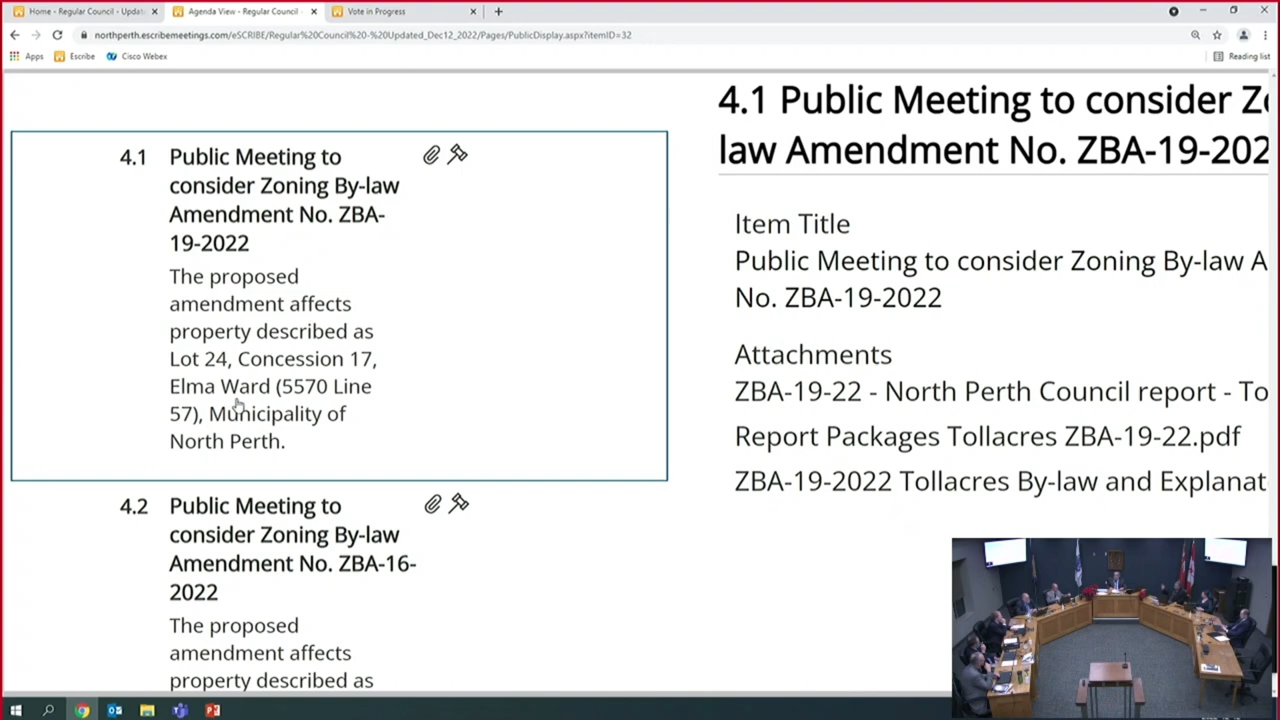 Home - Regular Council - Updat
Agenda View - Regular Council -
Vote in Progress
northperth.escribemeetings.com/eSCRIBE/Regular%20Council%20-%20Updated_Dec12_2022/Pages/PublicDisplay.aspx?itemID=32
Apps
Escribe
Cisco Webex
Reading list
4.1 Public Meeting to
consider Zoning By-law
Amendment No. ZBA-
19-2022
The proposed
amendment affects
property described as
Lot 24, Concession 17,
Elma Ward (5570 Line
57), Municipality of
North Perth.
4.2 Public Meeting to
consider Zoning By-law
Amendment No. ZBA-16-
2022
The proposed
amendment affects
property described as
4.1 Public Meeting to consider Zo
law Amendment No. ZBA-19-202
Item Title
Public Meeting to consider Zoning By-law A
No. ZBA-19-2022
Attachments
ZBA-19-22 - North Perth Council report - To
Report Packages Tollacres ZBA-19-22.pdf
ZBA-19-2022 Tollacres By-law and Explanat